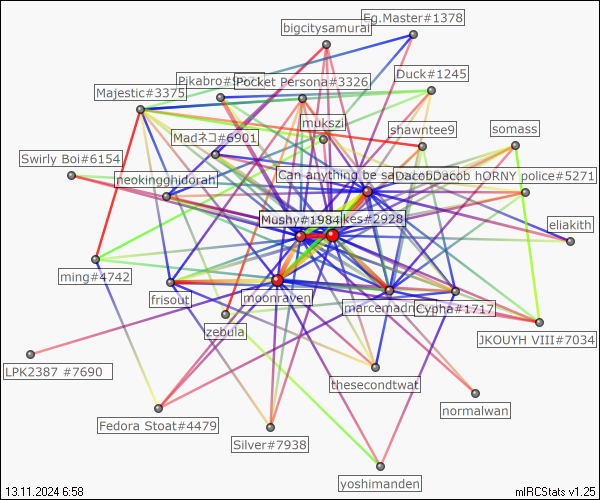 Eg.Master#1378
bigcitysamurai
Duck#1245
Pikabro#9
Pocket Persona#3326
Majestic#3375
mukszi
shawntee9
Madネコ#6901
somass
Swirly Boi#6154
neokingghidorah
Can anything be sa
DacobDacob hORNY police#5271
Mushy#1984
kes#2928
eliakith
ming#4742
frisout
moonraven
marcemadn
Cypha#1717
zebula
JKOUYH VIII#7034
LPK2387 #7690
thesecondtwat
normalwan
Fedora Stoat#4479
Silver#7938
yoshimanden
13.11.2024 6:58
mIRCStats v1.25